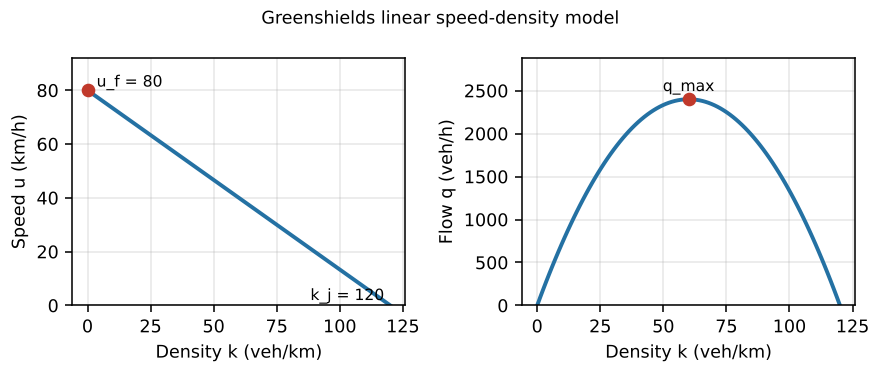 Greenshields linear speed-density model
Speed u (km/h)
80
60
40
20
0
u_f = 80
k_j = 120
0 25 50 75 100 125
Density k (veh/km)
Flow q (veh/h)
2500
2000
1500
1000
500
0
q_max
0 25 50 75 100 125
Density k (veh/km)